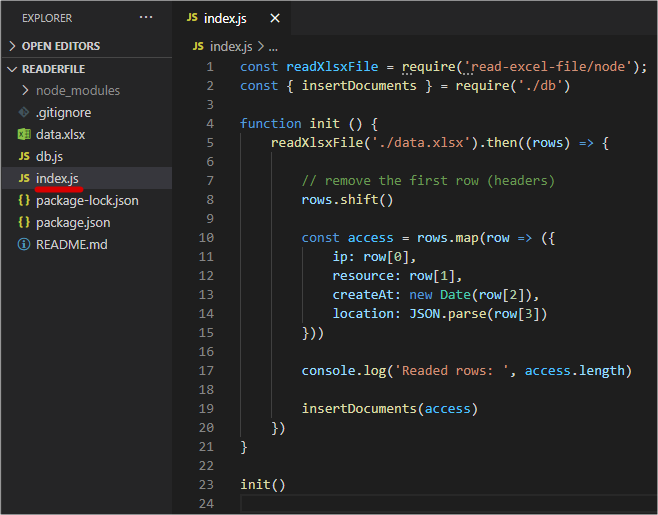 EXPLORER
···
OPEN EDITORS
READERFILE
node_modules
.gitignore
data.xlsx
JS db.js
JS index.js
{ } package-lock.json
{ } package.json
README.md
JS index.js ×
JS index.js > ...
1 const readXlsxFile = require('read-excel-file/node');
2 const { insertDocuments } = require('./db')
3
4 function init () {
5     readXlsxFile('./data.xlsx').then((rows) => {
6
7         // remove the first row (headers)
8         rows.shift()
9
10         const access = rows.map(row => ({
11             ip: row[0],
12             resource: row[1],
13             createAt: new Date(row[2]),
14             location: JSON.parse(row[3])
15         }))
16
17         console.log('Readed rows: ', access.length)
18
19         insertDocuments(access)
20     })
21 }
22
23 init()
24